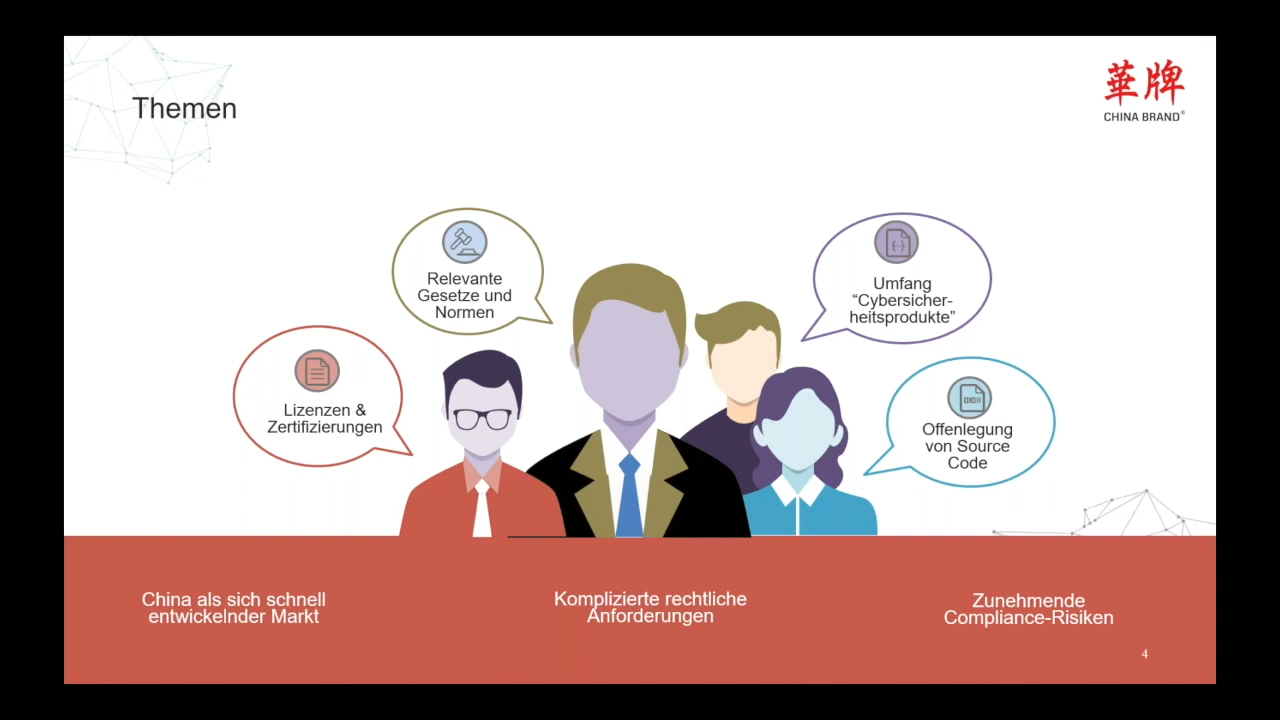 Themen
華牌
CHINA BRAND®
Relevante
Gesetze und
Normen
Umfang
“Cybersicher-
heitsprodukte”
Lizenzen &
Zertifizierungen
Offenlegung
von Source
Code
China als sich schnell
entwickelnder Markt
Komplizierte rechtliche
Anforderungen
Zunehmende
Compliance-Risiken
4